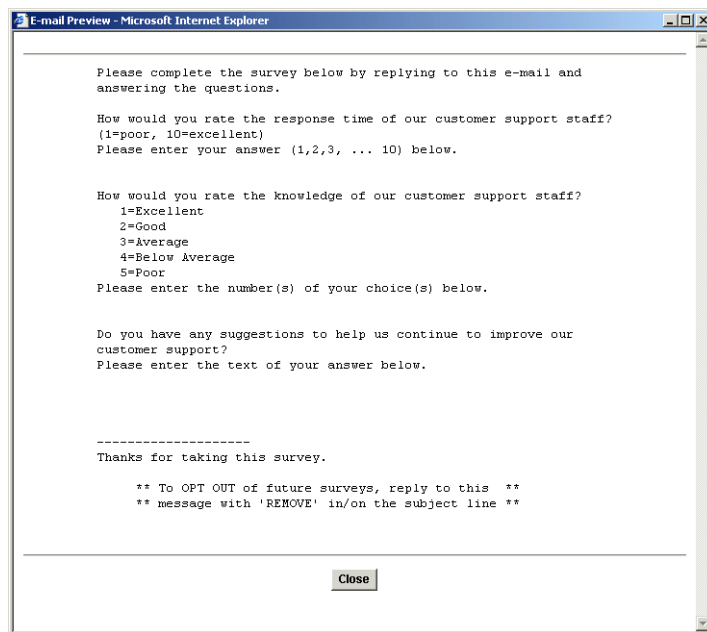 E-mail Preview - Microsoft Internet Explorer
Please complete the survey below by replying to this e-mail and
answering the questions.
How would you rate the response time of our customer support staff?
(1=poor, 10=excellent)
Please enter your answer (1,2,3, ... 10) below.
How would you rate the knowledge of our customer support staff?
1=Excellent
2=Good
3=Average
4=Below Average
5=Poor
Please enter the number(s) of your choice(s) below.
Do you have any suggestions to help us continue to improve our
customer support?
Please enter the text of your answer below.
--------------------
Thanks for taking this survey.
** To OPT OUT of future surveys, reply to this  **
** message with 'REMOVE' in/on the subject line **
Close